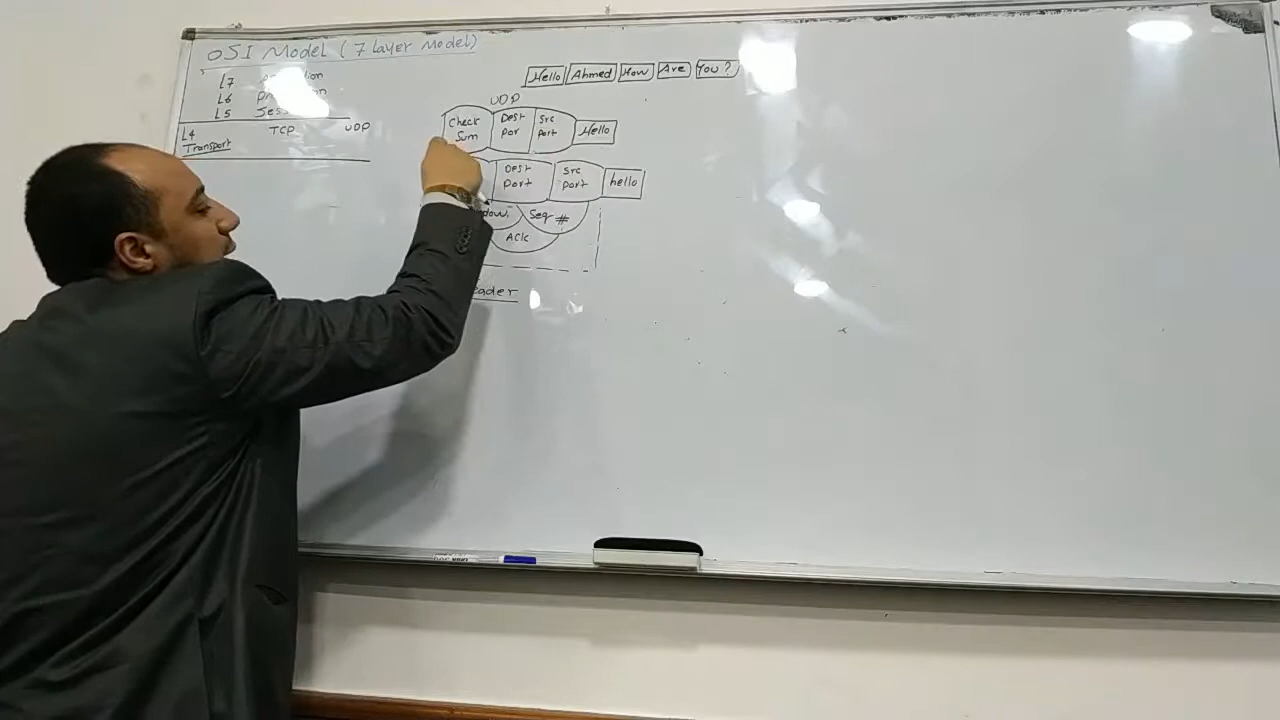 OSI Model (7 Layer Model)
L7
L6
L5
L4 TCP UDP
Transport
Hello Ahmed How Are You?
UDP
Check Sum Dest Por Src Port Hello
Dest Port Src Port hello
Seq #
Ack